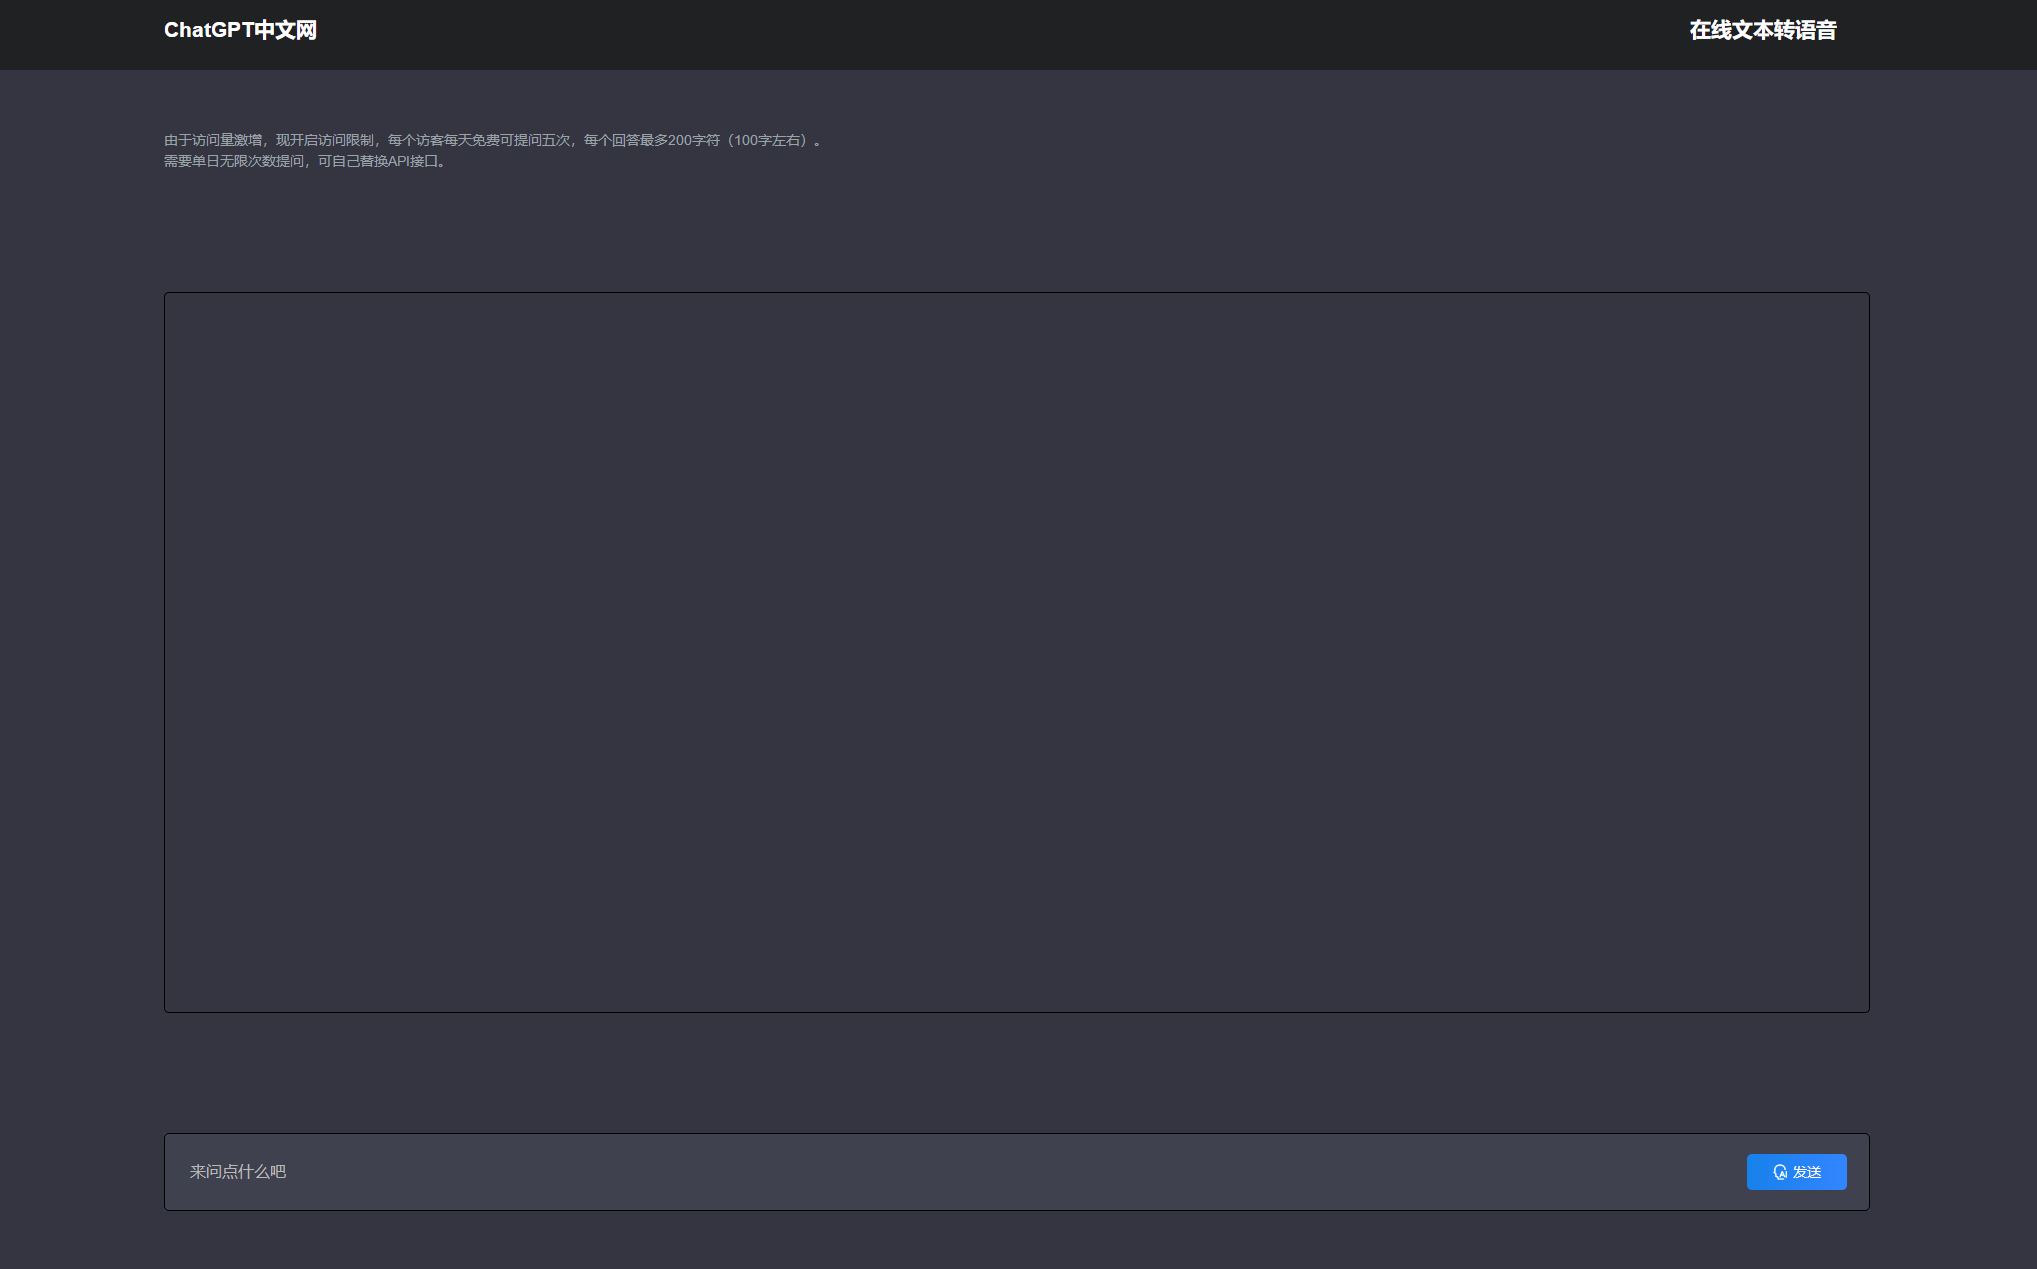 ChatGPT中文网
在线文本转语音
由于访问量激增，现开启访问限制，每个访客每天免费可提问五次，每个回答最多200字符（100字左右）。
需要单日无限次数提问，可自己替换API接口。
来问点什么吧
发送